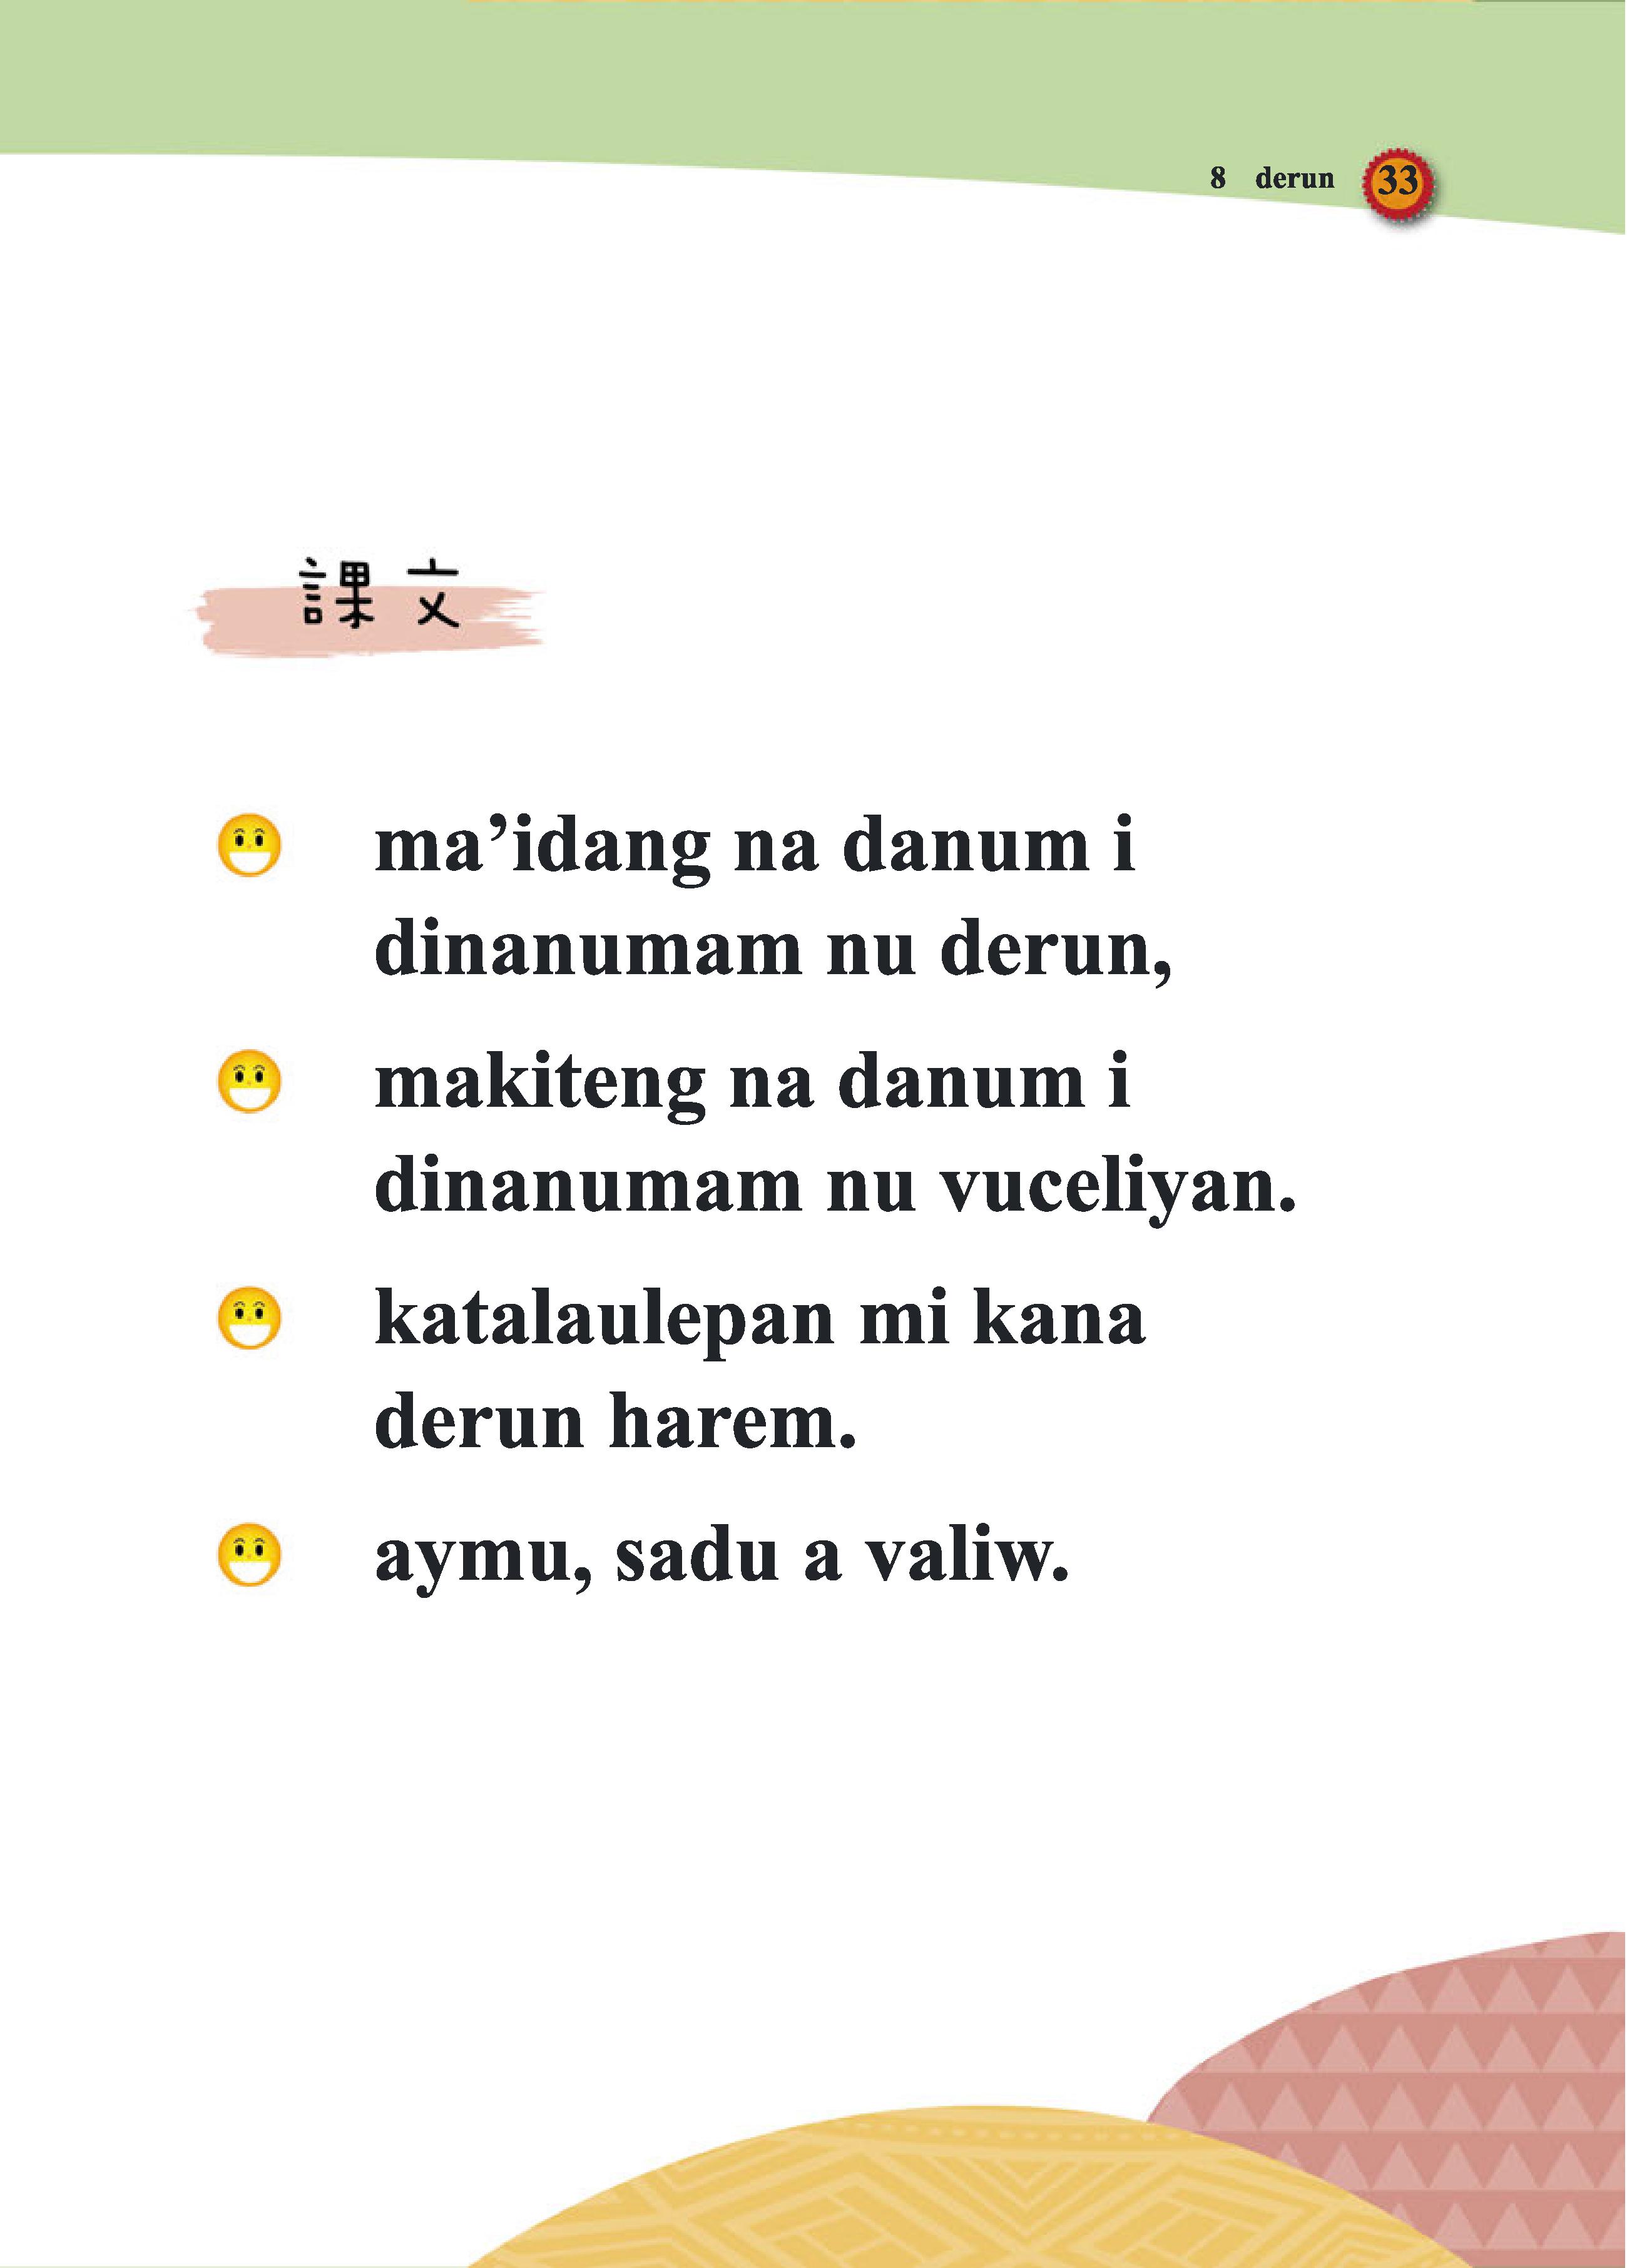 8 derun 33
課文
ma’idang na danum i
dinanumam nu derun,
makiteng na danum i
dinanumam nu vuceliyan.
katalaulepan mi kana
derun harem.
aymu, sadu a valiw.